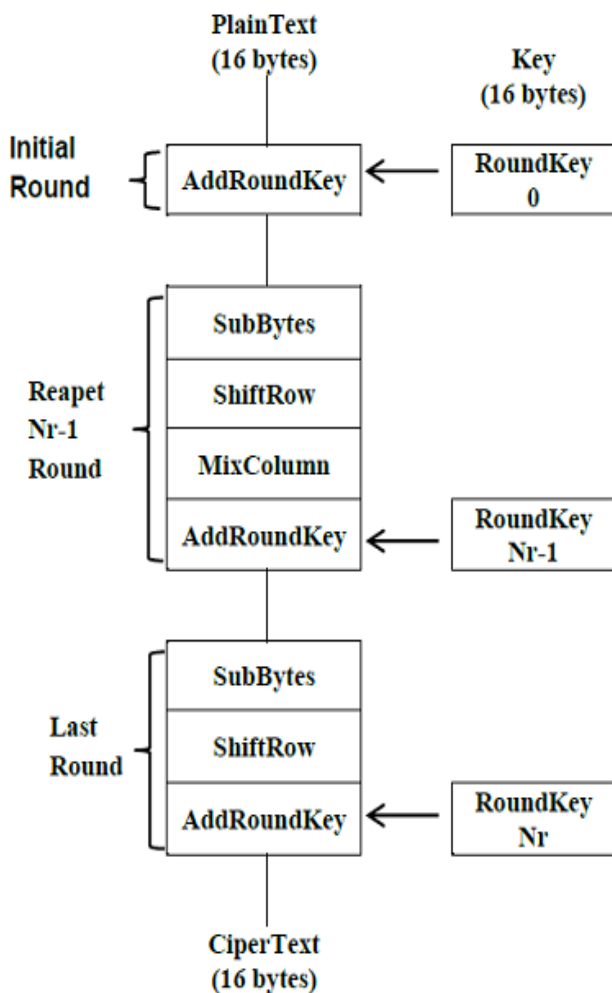 PlainText
(16 bytes)
Key
(16 bytes)
Initial
Round
AddRoundKey
RoundKey
0
Reapet
Nr-1
Round
SubBytes
ShiftRow
MixColumn
AddRoundKey
RoundKey
Nr-1
Last
Round
SubBytes
ShiftRow
AddRoundKey
RoundKey
Nr
CiperText
(16 bytes)